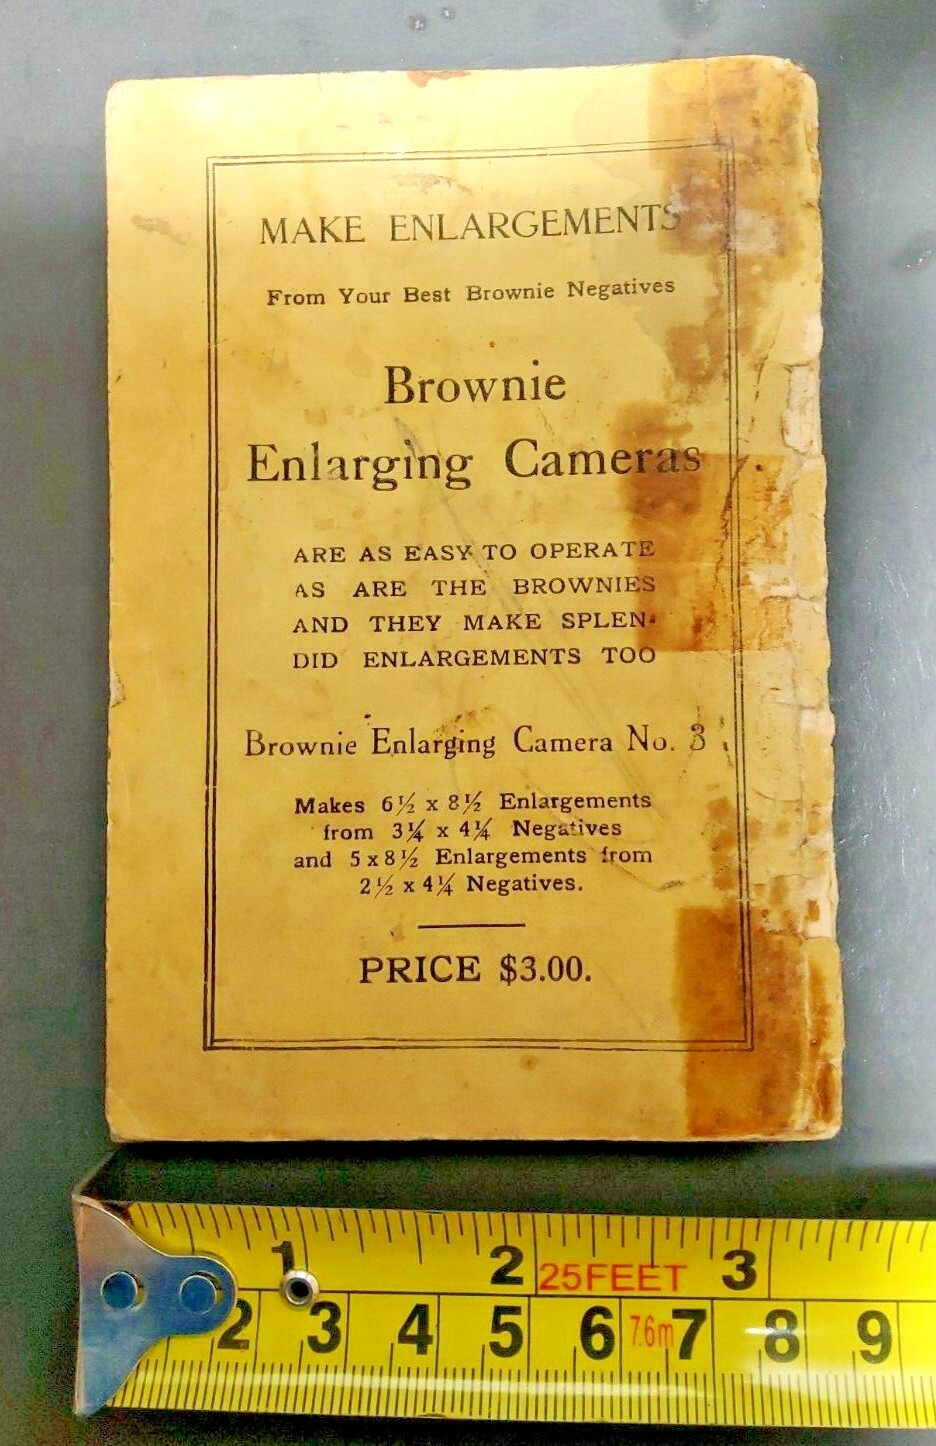 MAKE ENLARGEMENTS
From Your Best Brownie Negatives
Brownie
Enlarging Cameras
ARE AS EASY TO OPERATE
AS ARE THE BROWNIES
AND THEY MAKE SPLEN-
DID ENLARGEMENTS TOO
Brownie Enlarging Camera No. 3
Makes 6½ x 8½ Enlargements
from 3¼ x 4¼ Negatives
and 5 x 8½ Enlargements from
2½ x 4¼ Negatives.
PRICE $3.00.
1 2 25FEET 3
2 3 4 5 6 7.6m 7 8 9